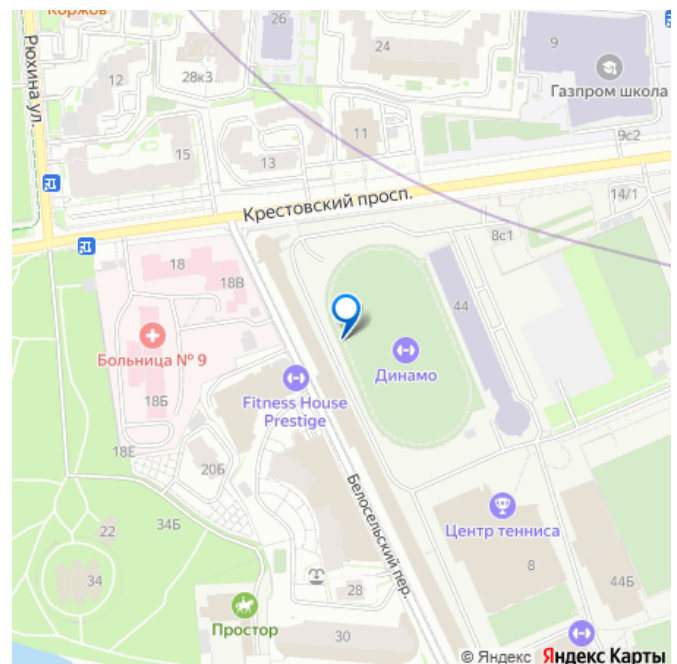 Коржов
26
24
9
Газпром школа
Рюхина ул.
12
28к3
11
9с2
15
13
14/1
Крестовский просп.
8с1
18
18В
44
Больница № 9
Динамо
Fitness House
Prestige
18Б
18Е
20Б
Белосельский пер.
Центр тенниса
34Б
22
8
34
28
44Б
Простор
30
© Яндекс Яндекс Карты